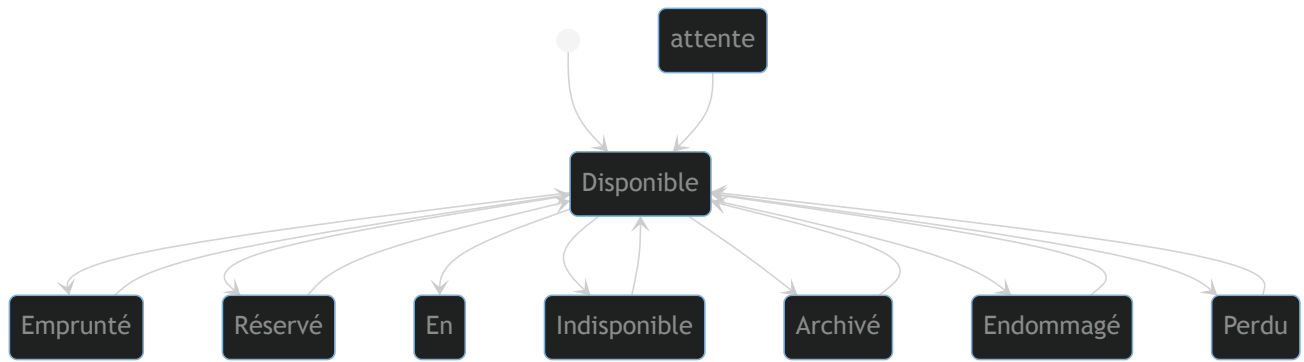 attente
Disponible
Emprunté
Réservé
En
Indisponible
Archivé
Endommagé
Perdu